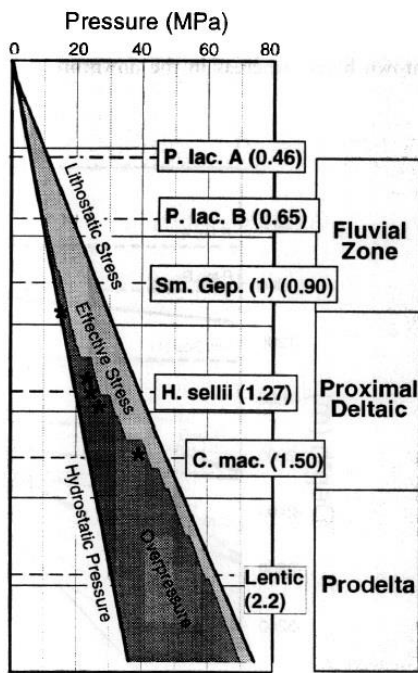 Pressure (MPa)
0 20 40 60 80
P. lac. A (0.46)
Lithostatic Stress
P. lac. B (0.65)
Fluvial
Zone
Sm. Gep. (1) (0.90)
Effective Stress
H. sellii (1.27)
Proximal
Deltaic
C. mac. (1.50)
Hydrostatic Pressure
Overpressure
Lentic
(2.2)
Prodelta